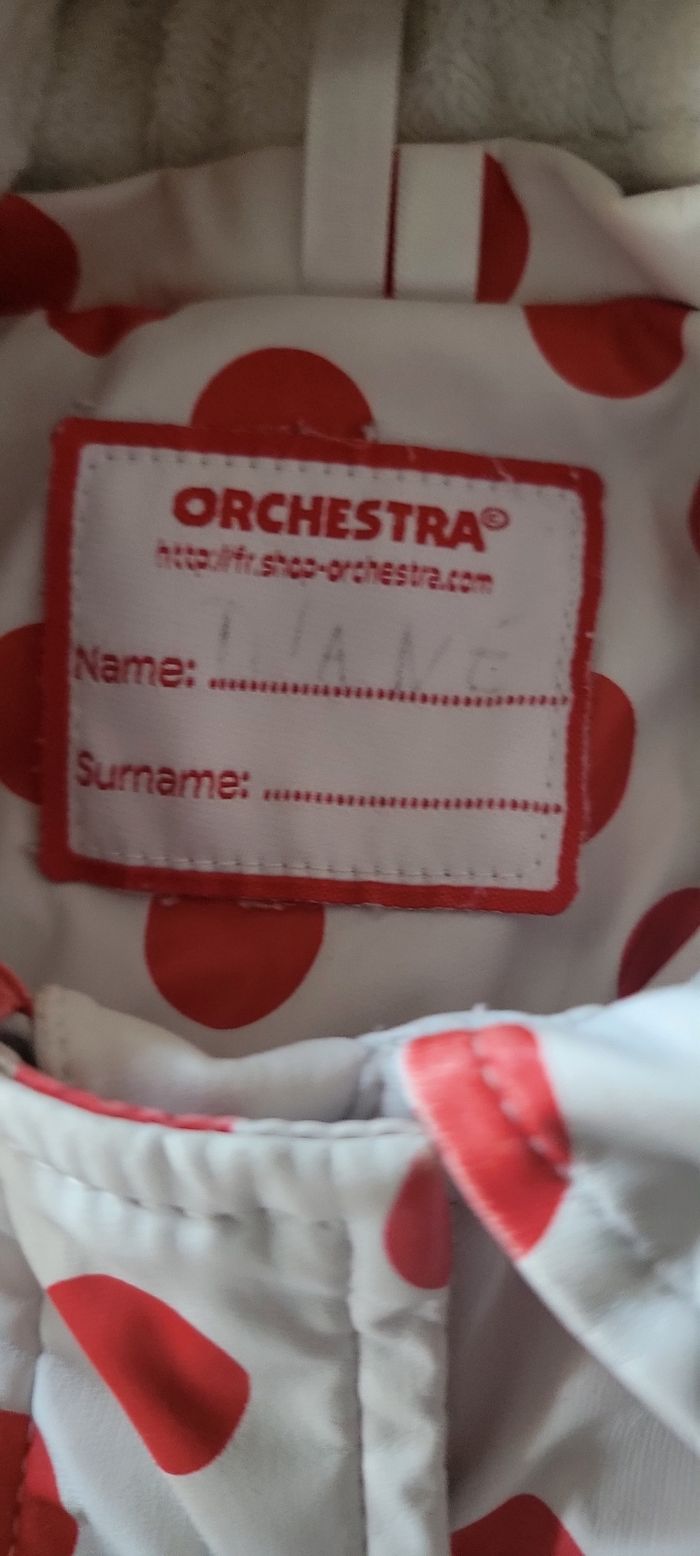 ORCHESTRA©
http://fr.shop-orchestra.com
Name:
Surname: